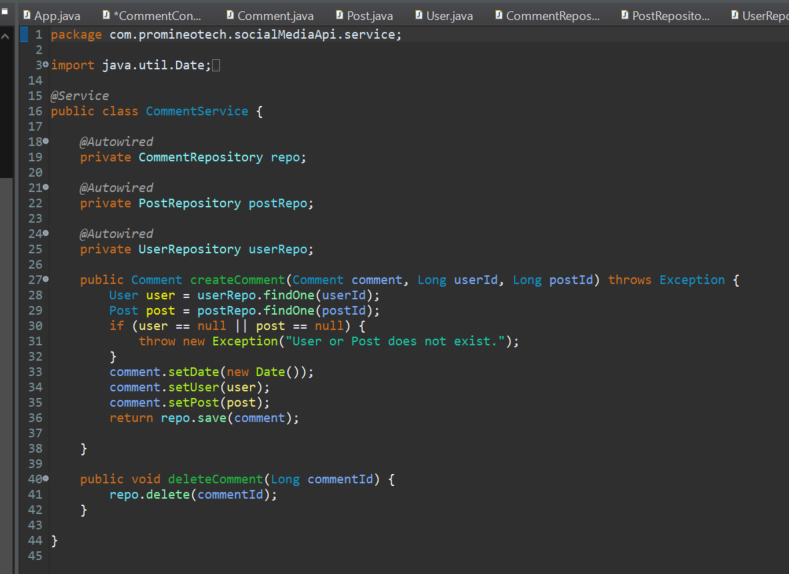 App.java *CommentCon... Comment.java Post.java User.java CommentRepos... PostReposito... UserRepo
1 package com.promineotech.socialMediaApi.service;
2
3 import java.util.Date;
14
15 @Service
16 public class CommentService {
17
18 @Autowired
19 private CommentRepository repo;
20
21 @Autowired
22 private PostRepository postRepo;
23
24 @Autowired
25 private UserRepository userRepo;
26
27 public Comment createComment(Comment comment, Long userId, Long postId) throws Exception {
28 User user = userRepo.findOne(userId);
29 Post post = postRepo.findOne(postId);
30 if (user == null || post == null) {
31 throw new Exception("User or Post does not exist.");
32 }
33 comment.setDate(new Date());
34 comment.setUser(user);
35 comment.setPost(post);
36 return repo.save(comment);
37
38 }
39
40 public void deleteComment(Long commentId) {
41 repo.delete(commentId);
42 }
43
44 }
45